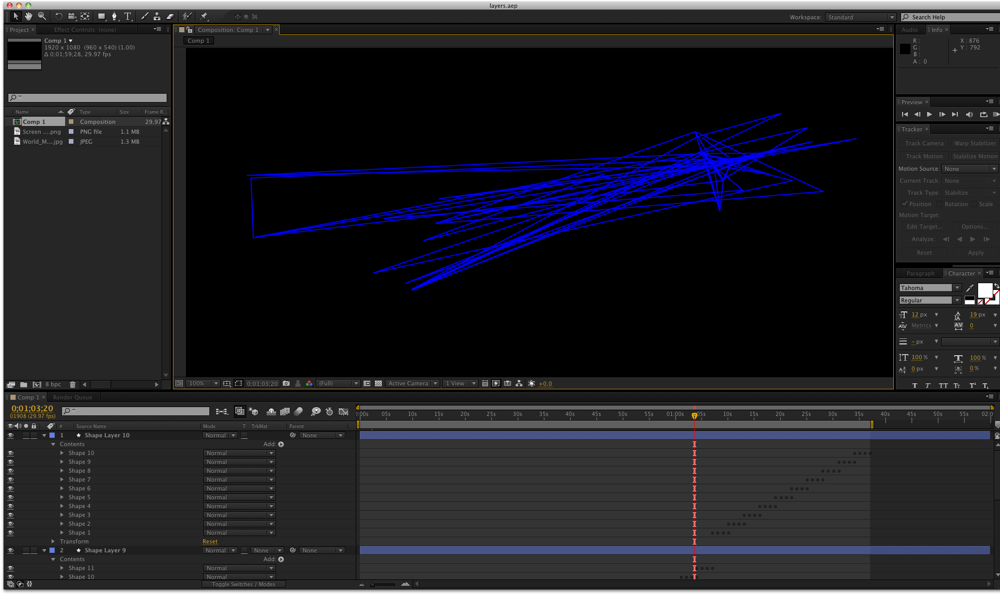 layers.aep
Workspace: Standard
Search Help
Project
Effect Controls: (none)
Composition: Comp 1
Audio
Info
Comp 1
1920 x 1080 (960 x 540) (1.00)
Δ 0;01;59;28, 29.97 fps
Comp 1
R :
G :
B :
A : 0
X : 876
Y : 792
Name
Type
Size
Frame R...
Comp 1
Composition
29.97
Screen ....png
PNG file
1.1 MB
World_M....jpg
JPEG
1.3 MB
Preview
Tracker
Track Camera
Warp Stabilizer
Track Motion
Stabilize Motion
Motion Source: None
Current Track: None
Track Type: Stabilize
Position
Rotation
Scale
Motion Target:
Edit Target...
Options...
Analyze:
Reset
Apply
Paragraph
Character
Tahoma
Regular
12 px
19 px
Metrics
0
- px
100 %
100 %
0 px
0 %
T T TT Tr T¹ T₁
8 bpc
100%
0;01;03;20
(Full)
Active Camera
1 View
+0.0
Comp 1
Render Queue
0;01;03;20
01908 (29.97 fps)
):00s 05s 10s 15s 20s 25s 30s 35s 40s 45s 50s 55s 01:00s 05s 10s 15s 20s 25s 30s 35s 40s 45s 50s 55s 02:0
#
Source Name
Mode
T
TrkMat
Parent
1 Shape Layer 10
Normal
None
Contents
Add:
Shape 10
Normal
Shape 9
Normal
Shape 8
Normal
Shape 7
Normal
Shape 6
Normal
Shape 5
Normal
Shape 4
Normal
Shape 3
Normal
Shape 2
Normal
Shape 1
Normal
Transform
Reset
2 Shape Layer 9
Normal
None
None
Contents
Add:
Shape 11
Normal
Shape 10
Normal
Toggle Switches / Modes